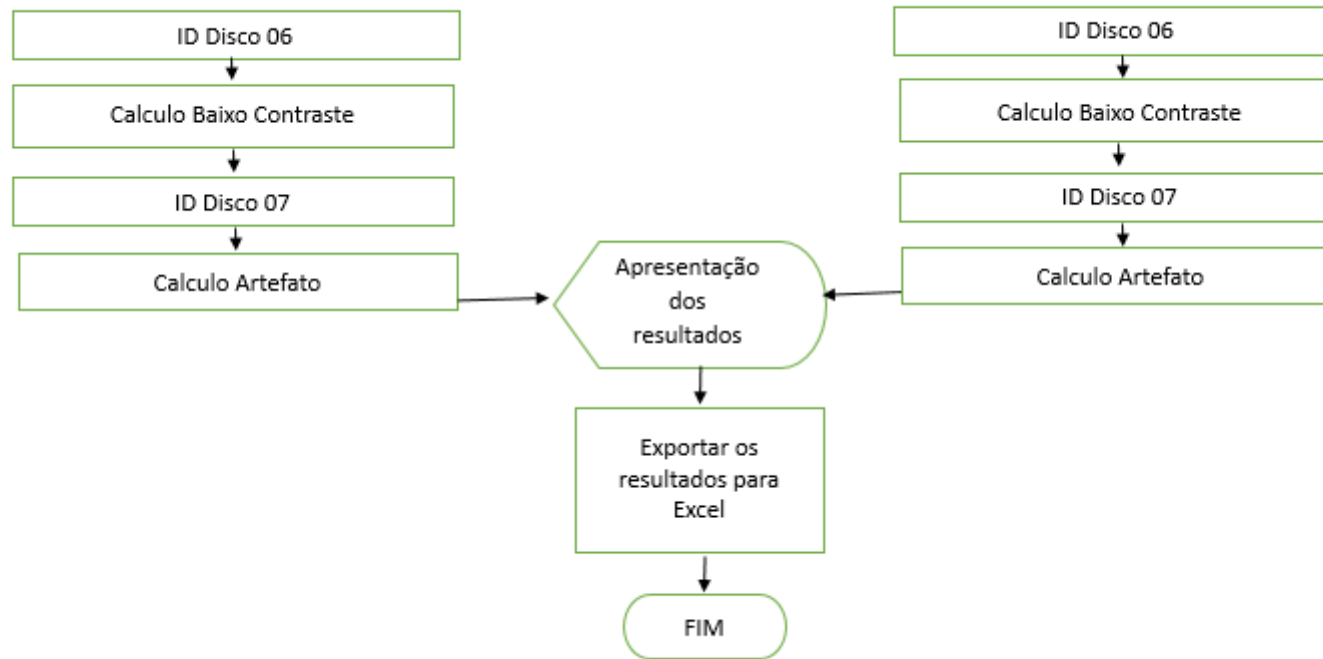 ID Disco 06
Calculo Baixo Contraste
ID Disco 07
Calculo Artefato
ID Disco 06
Calculo Baixo Contraste
ID Disco 07
Calculo Artefato
Apresentação
dos
resultados
Exportar os
resultados para
Excel
FIM